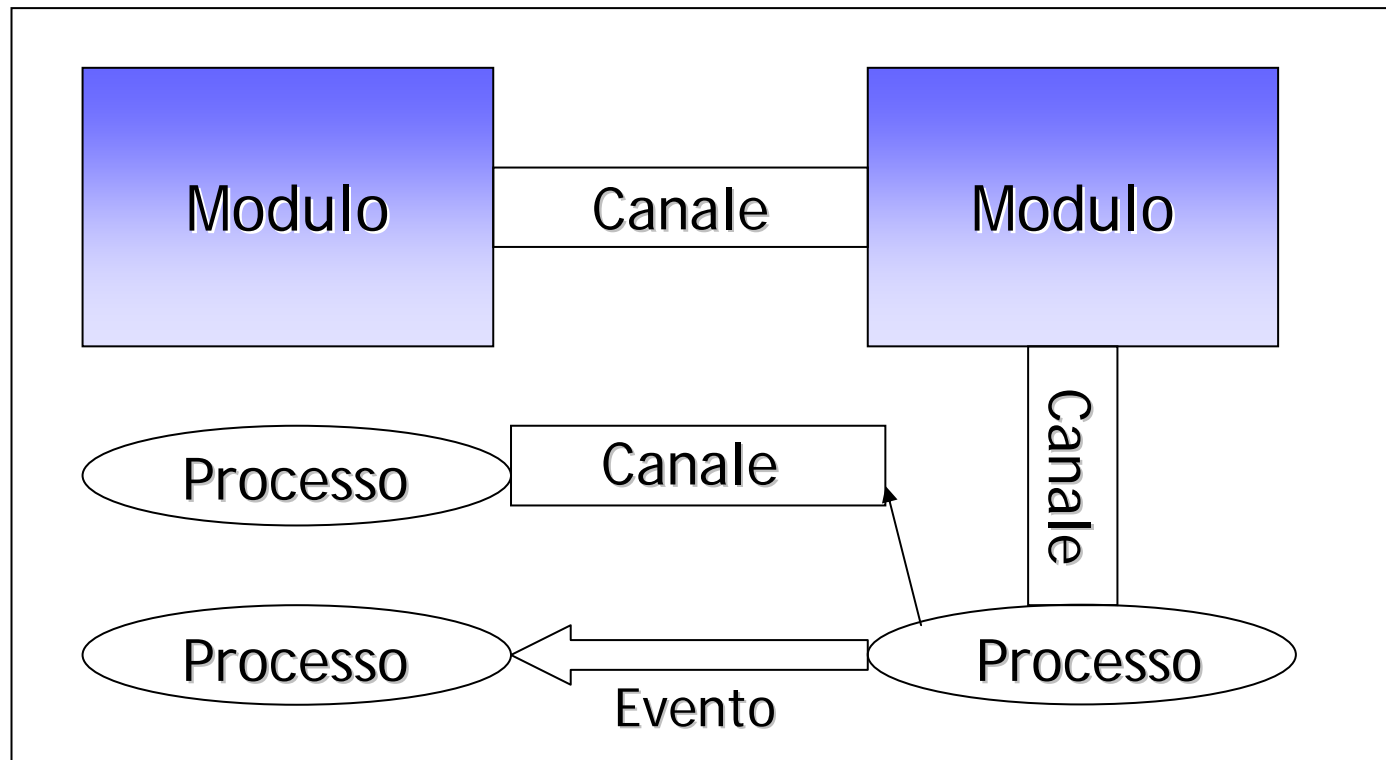 Modulo
Canale
Modulo
Canale
Processo
Canale
Processo
Evento
Processo